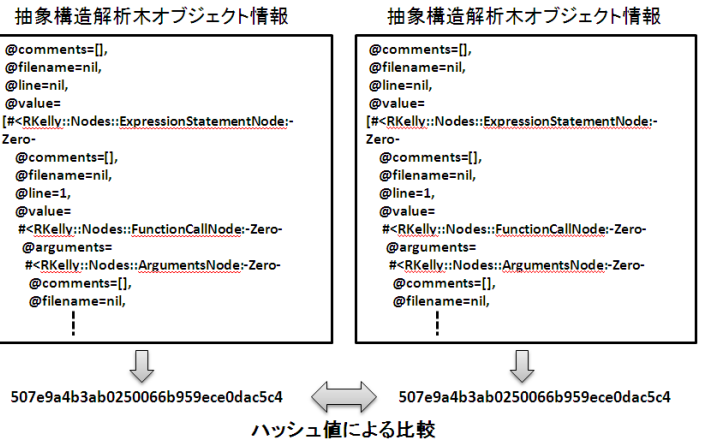 抽象構造解析木オブジェクト情報
@comments=[],
@filename=nil,
@line=nil,
@value=
[#<RKelly::Nodes::ExpressionStatementNode:-
Zero-
@comments=[],
@filename=nil,
@line=1,
@value=
#<RKelly::Nodes::FunctionCallNode:-Zero-
@arguments=
#<RKelly::Nodes::ArgumentsNode:-Zero-
@comments=[],
@filename=nil,
507e9a4b3ab0250066b959ece0dac5c4
抽象構造解析木オブジェクト情報
@comments=[],
@filename=nil,
@line=nil,
@value=
[#<RKelly::Nodes::ExpressionStatementNode:-
Zero-
@comments=[],
@filename=nil,
@line=1,
@value=
#<RKelly::Nodes::FunctionCallNode:-Zero-
@arguments=
#<RKelly::Nodes::ArgumentsNode:-Zero-
@comments=[],
@filename=nil,
507e9a4b3ab0250066b959ece0dac5c4
ハッシュ値による比較